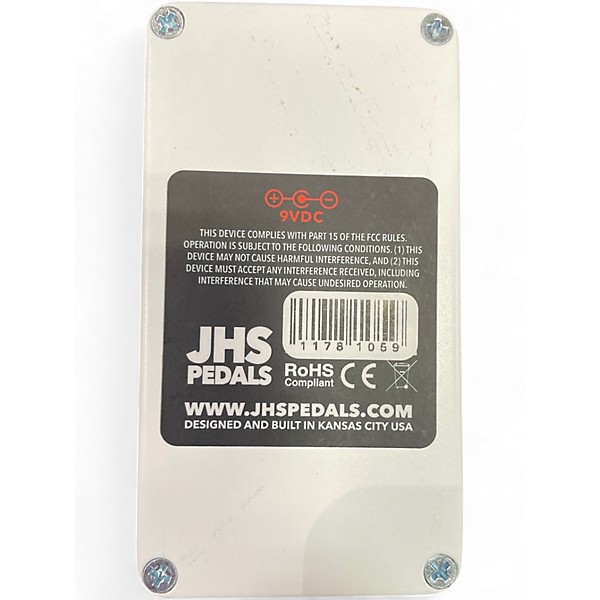 9VDC
THIS DEVICE COMPLIES WITH PART 15 OF THE FCC RULES.
OPERATION IS SUBJECT TO THE FOLLOWING CONDITIONS. (1) THIS
DEVICE MAY NOT CAUSE HARMFUL INTERFERENCE, AND (2) THIS
DEVICE MUST ACCEPT ANY INTERFERENCE RECEIVED, INCLUDING
INTERFERENCE THAT MAY CAUSE UNDESIRED OPERATION.
1178 1059
JHS
PEDALS
RoHS
Compliant
CE
WWW.JHSPEDALS.COM
DESIGNED AND BUILT IN KANSAS CITY USA